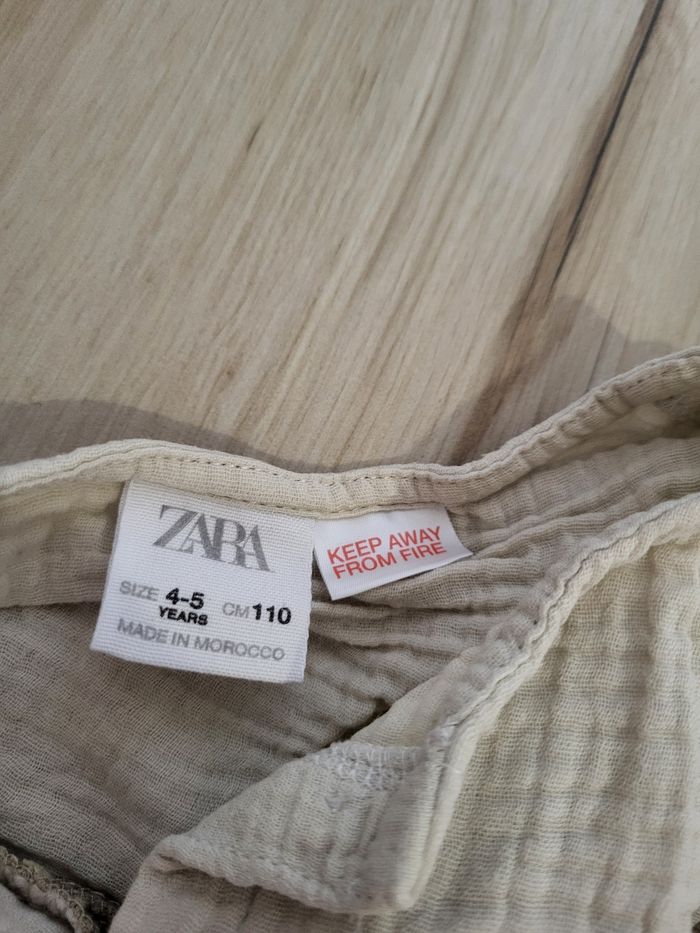 ZARA
SIZE 4-5 YEARS CM 110
MADE IN MOROCCO
KEEP AWAY
FROM FIRE